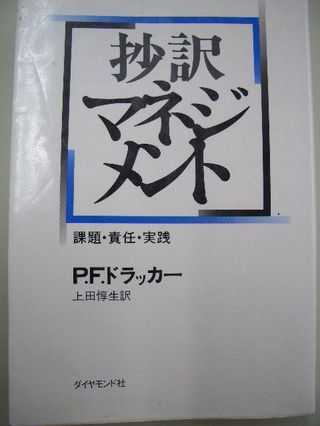 抄訳
マネジ
メント
課題・責任・実践
P.F.ドラッカー
上田惇生訳
ダイヤモンド社